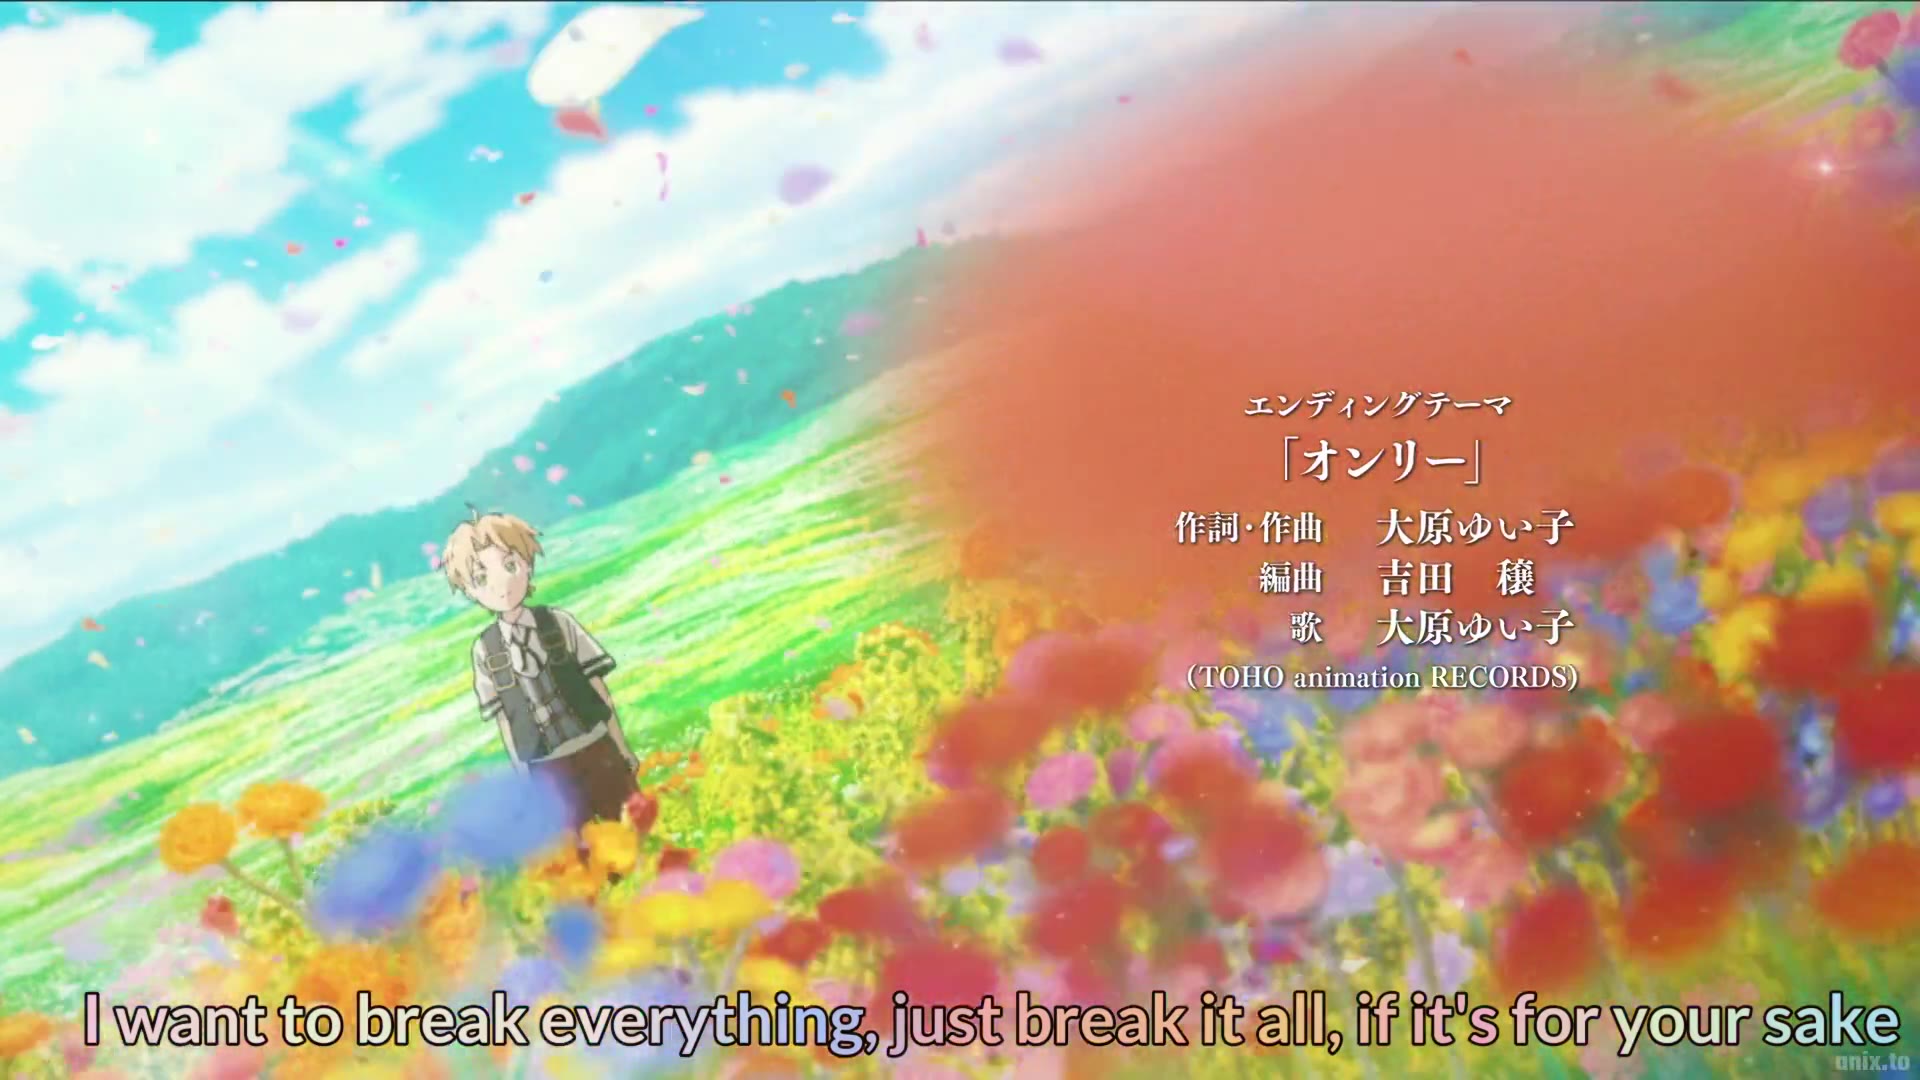 エンディングテーマ
「オンリー」
作詞・作曲 大原ゆい子
編曲 吉田 穣
歌 大原ゆい子
(TOHO animation RECORDS)
I want to break everything, just break it all, if it's for your sake
anix.to